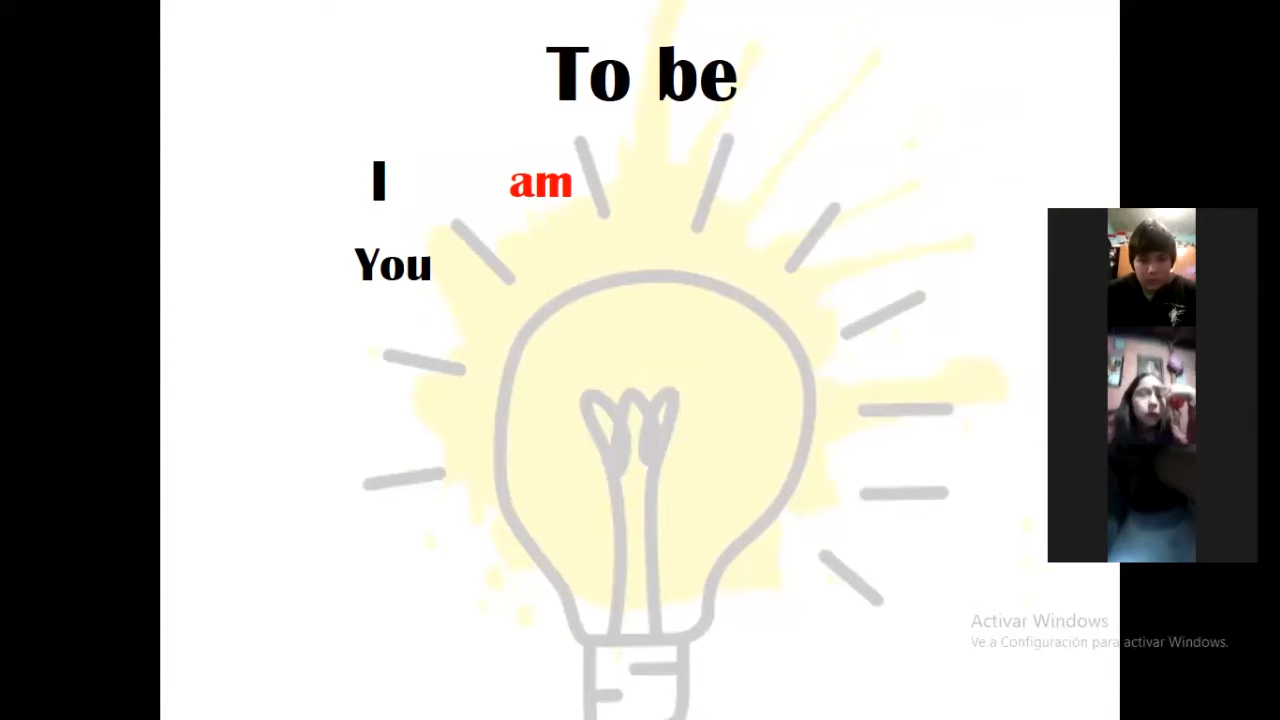 To be
I am
You
Activar Windows
Ve a Configuración para activar Windows.